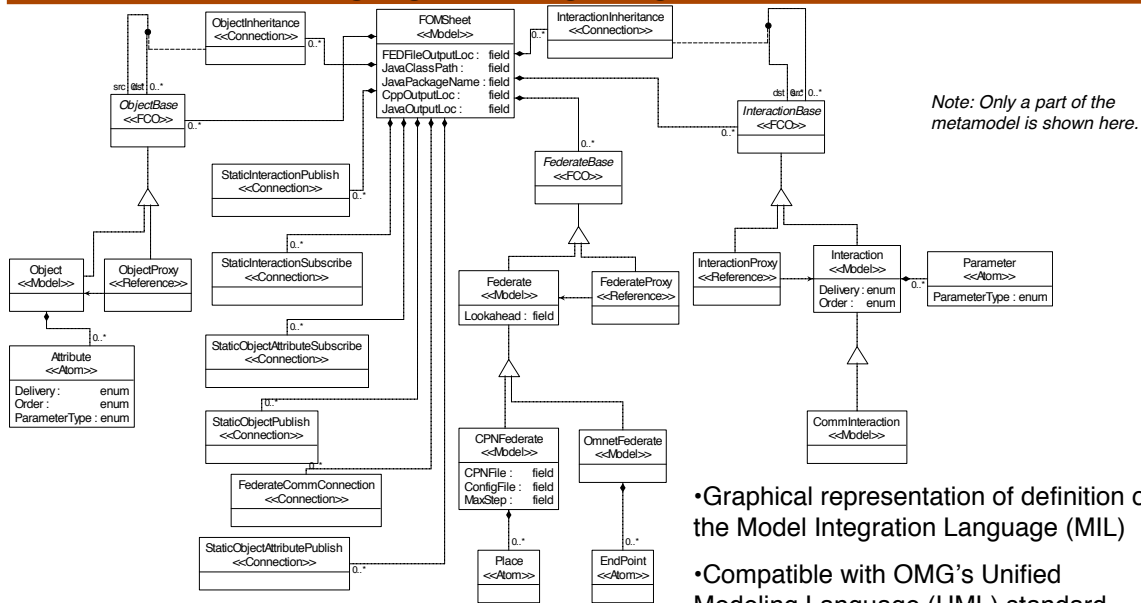 ObjectInheritance
<<Connection>>
0..*
FOMSheet
<<Model>>
FEDFileOutputLoc : field
JavaClassPath : field
JavaPackageName : field
CppOutputLoc : field
JavaOutputLoc : field
InteractionInheritance
<<Connection>>
0..*
src
dst
0..*
ObjectBase
<<FCO>>
0..*
dst
src
0..*
InteractionBase
<<FCO>>
0..*
Note: Only a part of the
metamodel is shown here.
StaticInteractionPublish
<<Connection>>
0..*
0..*
FederateBase
<<FCO>>
StaticInteractionSubscribe
<<Connection>>
0..*
Object
<<Model>>
ObjectProxy
<<Reference>>
Federate
<<Model>>
Lookahead : field
FederateProxy
<<Reference>>
InteractionProxy
<<Reference>>
Interaction
<<Model>>
Delivery : enum
Order : enum
0..*
Parameter
<<Atom>>
ParameterType : enum
0..*
Attribute
<<Atom>>
Delivery : enum
Order : enum
ParameterType : enum
0..*
StaticObjectAttributeSubscribe
<<Connection>>
0..*
StaticObjectPublish
<<Connection>>
0..*
FederateCommConnection
<<Connection>>
StaticObjectAttributePublish
<<Connection>>
0..*
CPNFederate
<<Model>>
CPNFile : field
ConfigFile : field
MaxStep : field
OmnetFederate
<<Model>>
CommInteraction
<<Model>>
0..*
Place
<<Atom>>
0..*
EndPoint
<<Atom>>
•Graphical representation of definition
the Model Integration Language (MIL)
•Compatible with OMG's Unified
Modeling Language (UML) standard